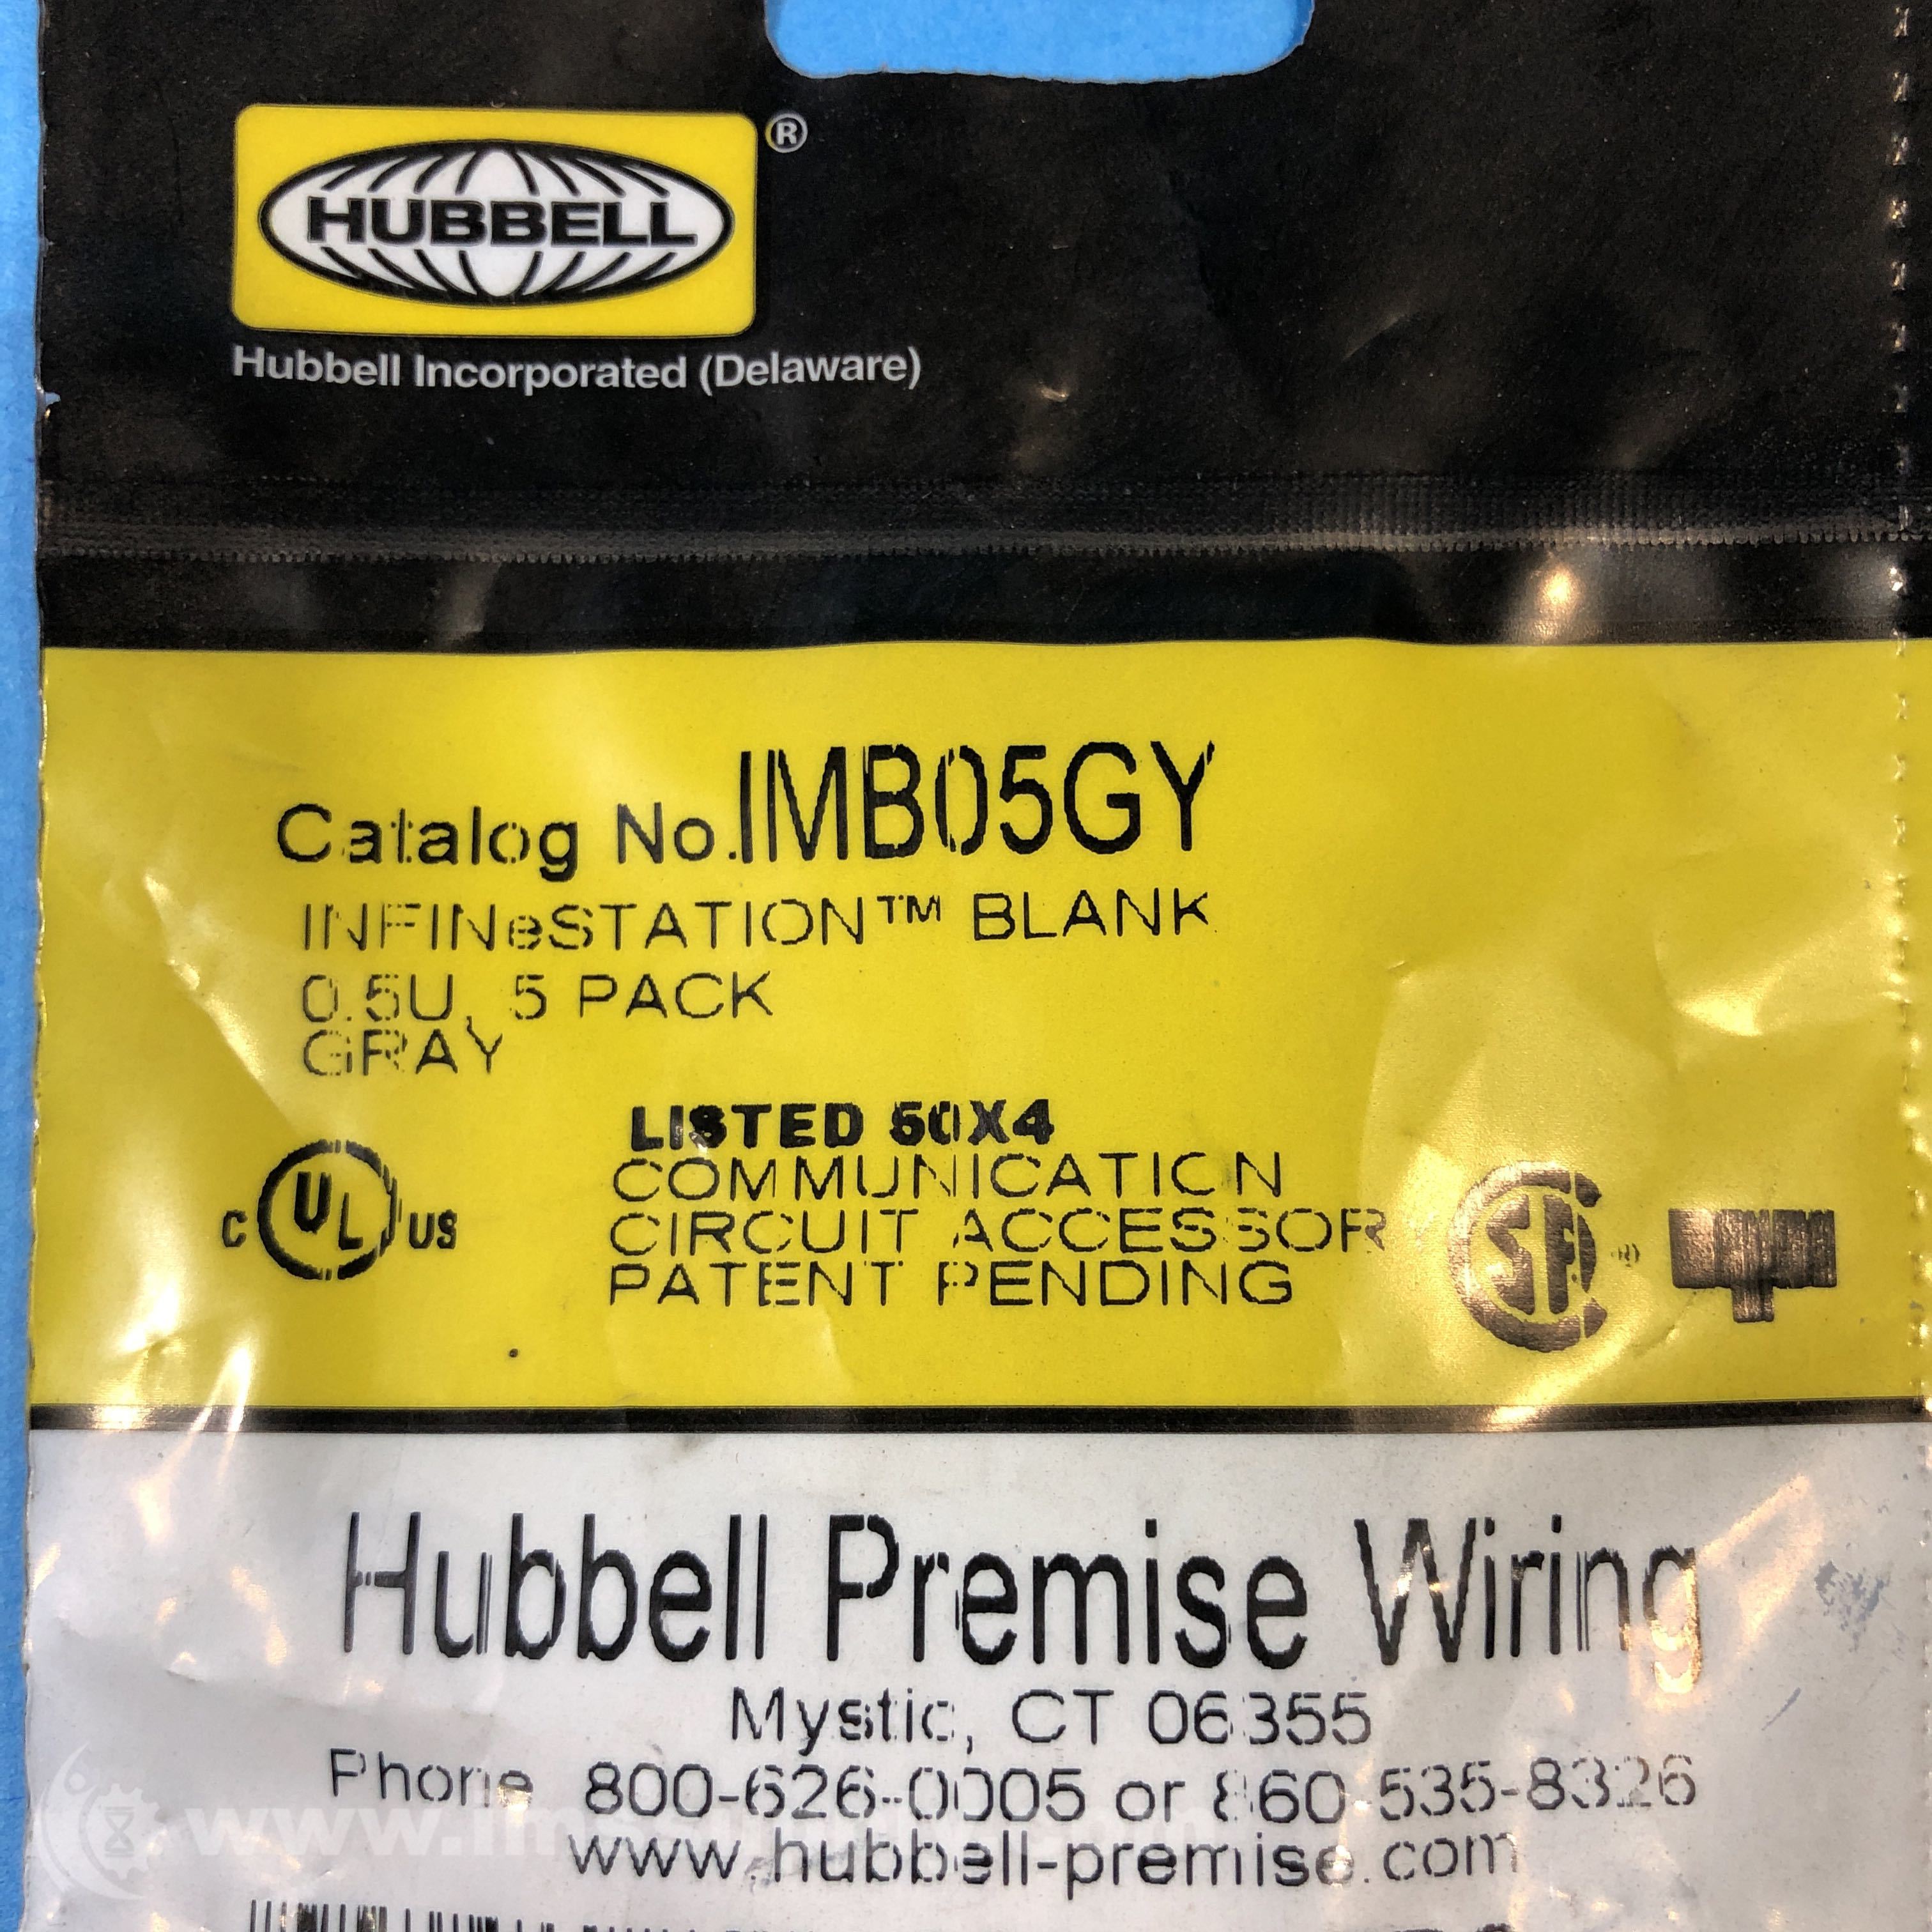 HUBBELL®
Hubbell Incorporated (Delaware)
Catalog No. IMB05GY
INFINeSTATION™ BLANK
0.5U, 5 PACK
GRAY
LISTED 50X4
COMMUNICATION
CIRCUIT ACCESSORY
PATENT PENDING
C UL US
SA ®
Hubbell Premise Wiring
Mystic, CT 06355
Phone 800-626-0005 or 860-535-8326
www.hubbell-premise.com